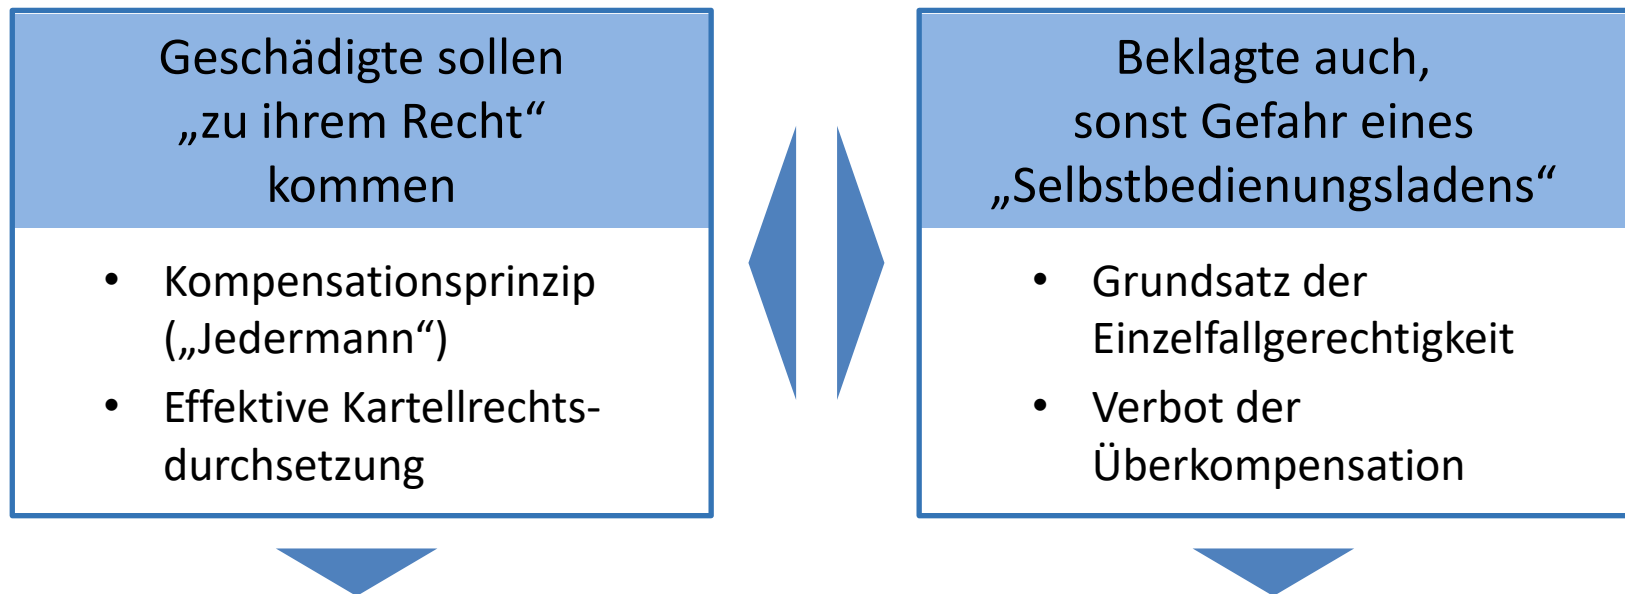 Geschädigte sollen
„zu ihrem Recht“
kommen
• Kompensationsprinzip
(„Jedermann“)
• Effektive Kartellrechts-
durchsetzung
Beklagte auch,
sonst Gefahr eines
„Selbstbedienungsladens“
• Grundsatz der
Einzelfallgerechtigkeit
• Verbot der
Überkompensation